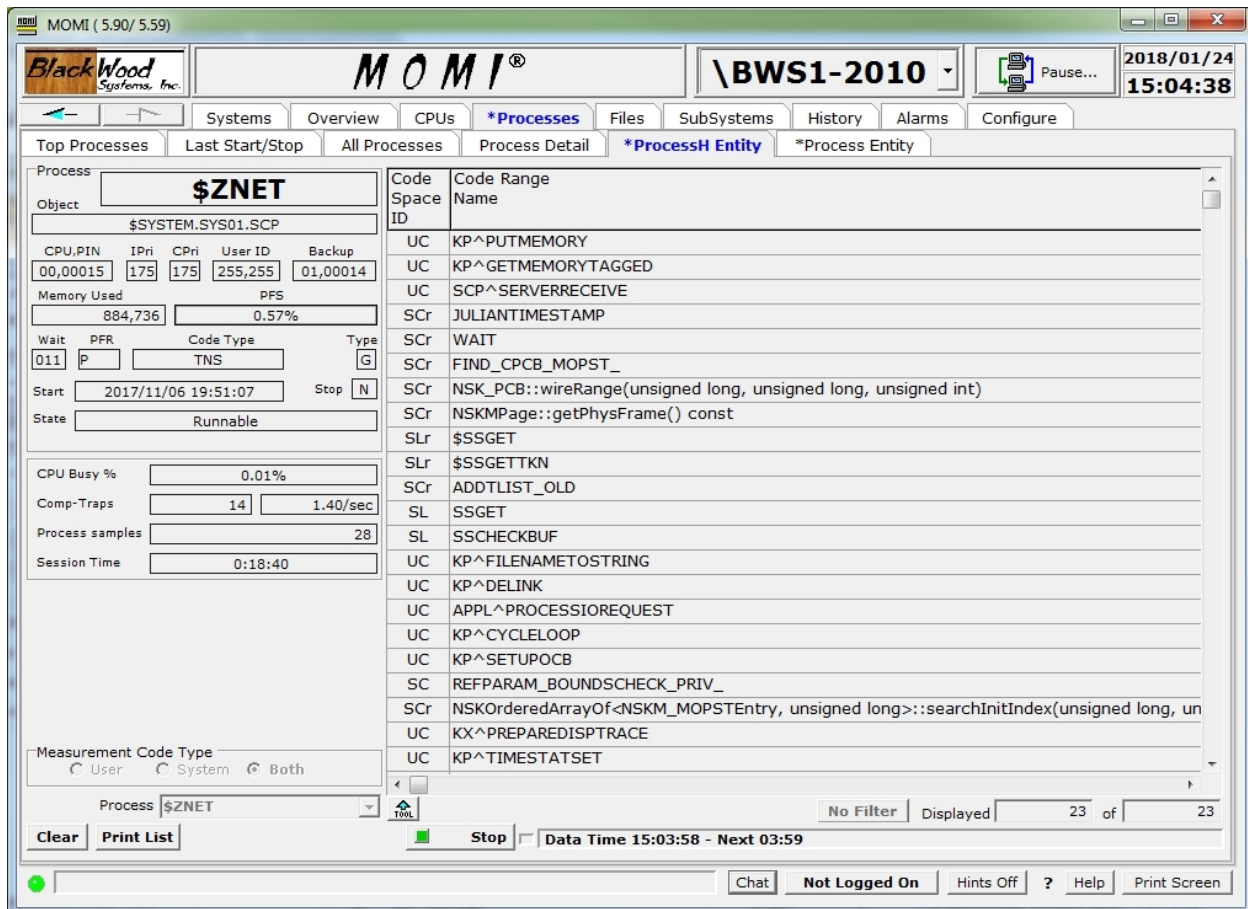 MOMI ( 5.90/ 5.59)
BlackWood Systems, Inc.
MOMI®
\BWS1-2010
Pause...
2018/01/24
15:04:38
Systems Overview CPUs *Processes Files SubSystems History Alarms Configure
Top Processes Last Start/Stop All Processes Process Detail *ProcessH Entity *Process Entity
Process
$ZNET
Object
$SYSTEM.SYS01.SCP
CPU,PIN IPri CPri User ID Backup
00,00015 175 175 255,255 01,00014
Memory Used PFS
884,736 0.57%
Wait PFR Code Type Type
011 P TNS G
Start 2017/11/06 19:51:07 Stop N
State Runnable
CPU Busy % 0.01%
Comp-Traps 14 1.40/sec
Process samples 28
Session Time 0:18:40
Measurement Code Type
User System Both
Process $ZNET
Clear Print List
Code Space ID Code Range Name
UC KP^PUTMEMORY
UC KP^GETMEMORYTAGGED
UC SCP^SERVERRECEIVE
SCr JULIANTIMESTAMP
SCr WAIT
SCr FIND_CPCB_MOPST_
SCr NSK_PCB::wireRange(unsigned long, unsigned long, unsigned int)
SCr NSKMPage::getPhysFrame() const
SLr $SSGET
SLr $SSGETTKN
SCr ADDTLIST_OLD
SL SSGET
SL SSCHECKBUF
UC KP^FILENAMETOSTRING
UC KP^DELINK
UC APPL^PROCESSIOREQUEST
UC KP^CYCLELOOP
UC KP^SETUPOCB
SC REFPARAM_BOUNDSCHECK_PRIV_
SCr NSKOrderedArrayOf<NSKM_MOPSTEntry, unsigned long>::searchInitIndex(unsigned long, un
UC KX^PREPAREDISPTRACE
UC KP^TIMESTATSET
TOOL
No Filter Displayed 23 of 23
Stop Data Time 15:03:58 - Next 03:59
Chat Not Logged On Hints Off ? Help Print Screen